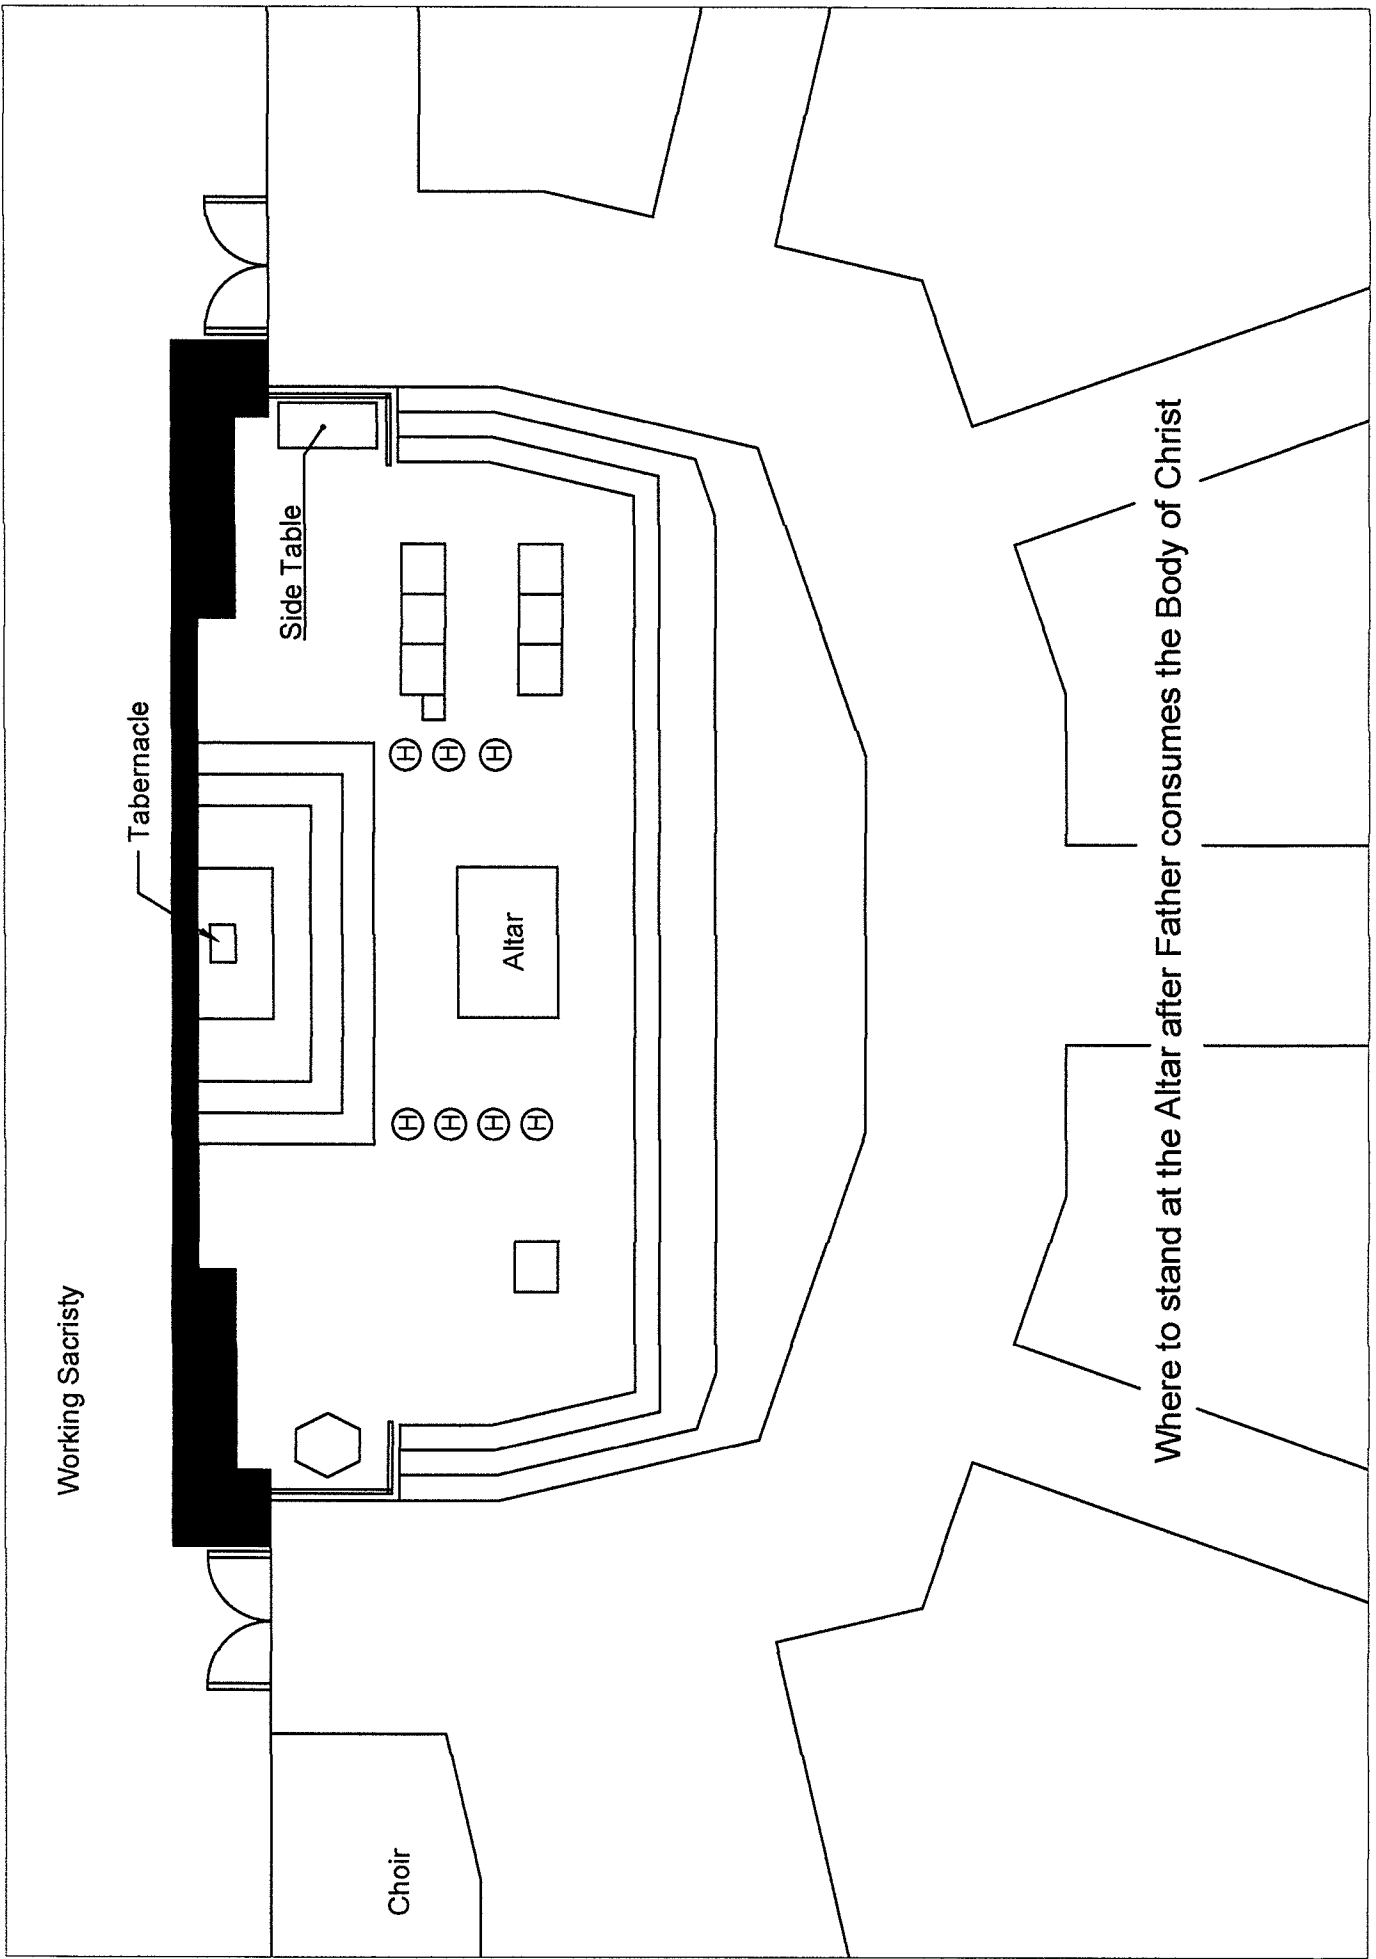 Working Sacristy
Tabernacle
Side Table
H H H
H H H H
Altar
Choir
Where to stand at the Altar after Father consumes the Body of Christ